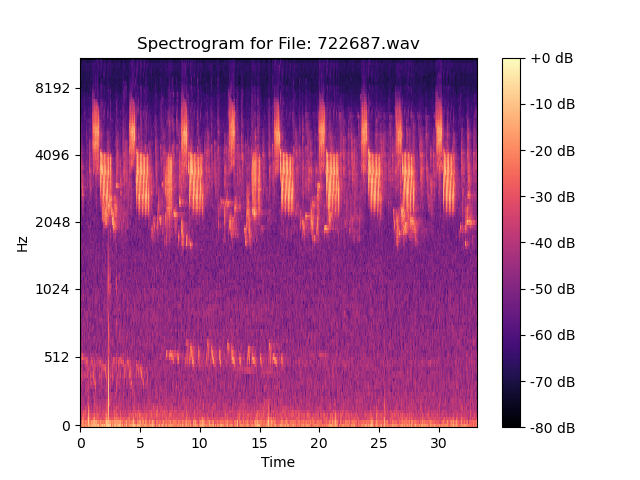 Spectrogram for File: 722687.wav
8192
4096
2048
1024
512
0
Hz
0 5 10 15 20 25 30
Time
+0 dB
-10 dB
-20 dB
-30 dB
-40 dB
-50 dB
-60 dB
-70 dB
-80 dB